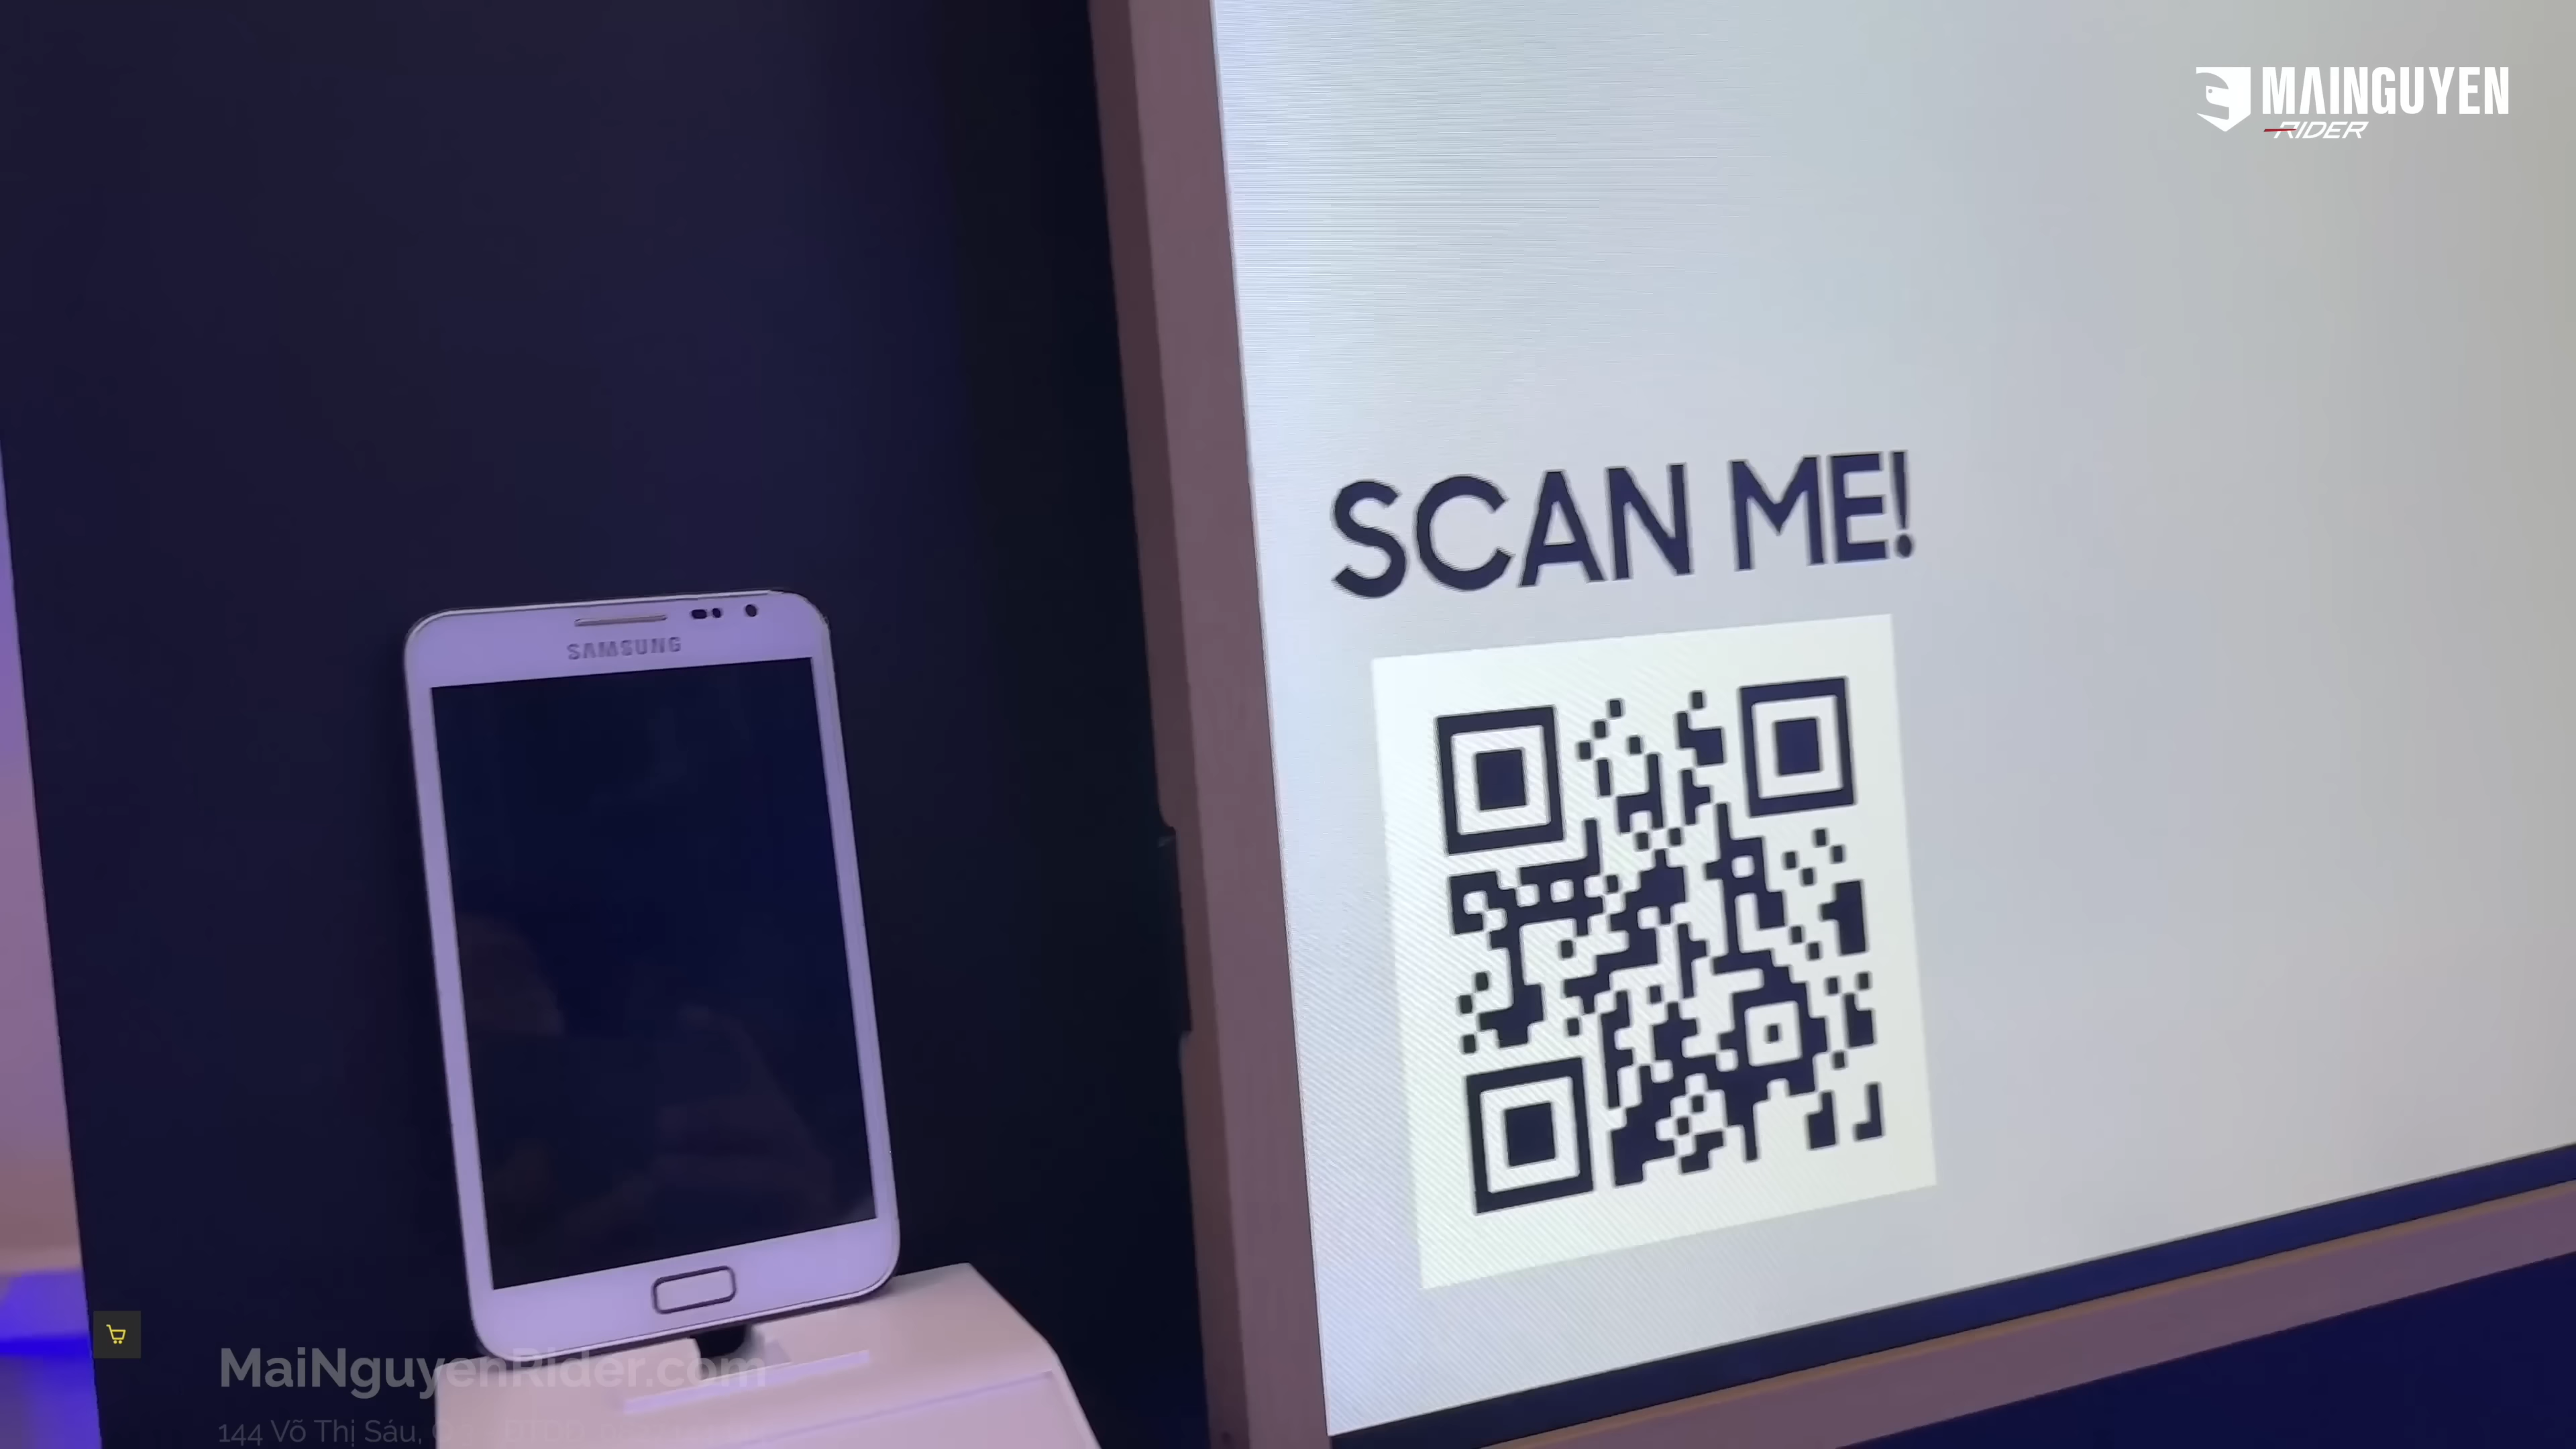 MAINGUYEN
RIDER
SCAN ME!
SAMSUNG
MaiNguyenRider.com
144 Võ Thị Sáu,